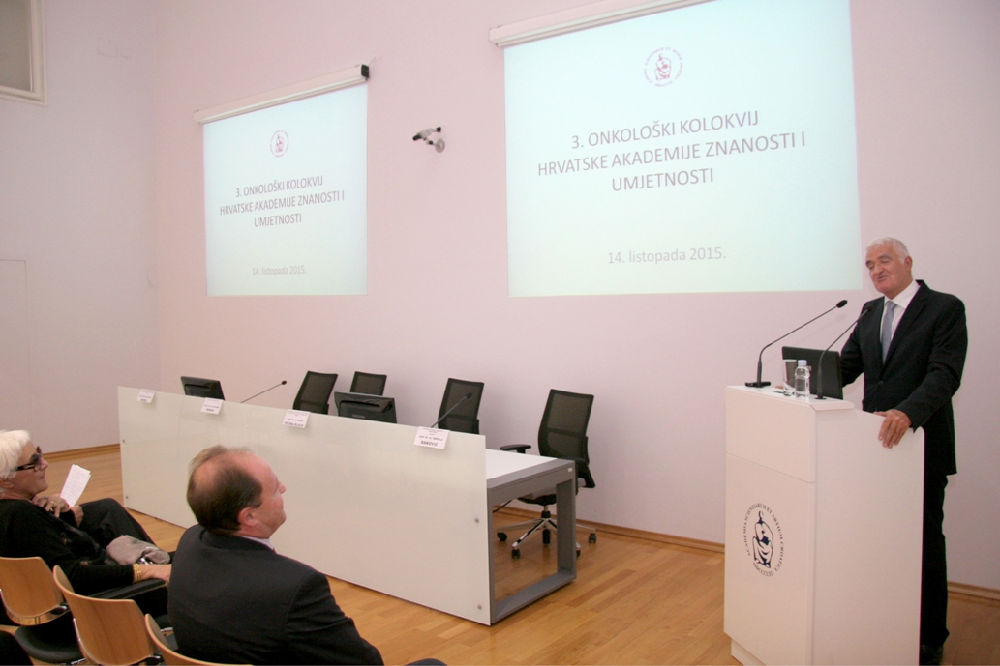 3. ONKOLOŠKI KOLOKVIJ
HRVATSKE AKADEMIJE ZNANOSTI I
UMJETNOSTI
14. listopada 2015.
3. ONKOLOŠKI KOLOKVIJ
HRVATSKE AKADEMIJE ZNANOSTI I
UMJETNOSTI
14. listopada 2015.